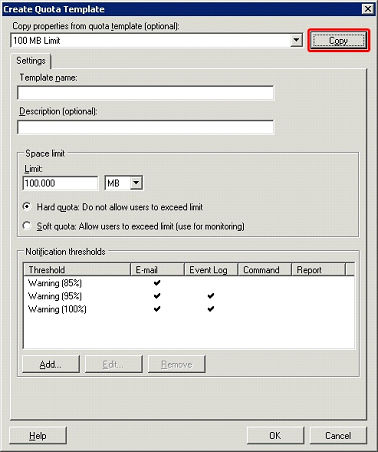 Create Quota Template
Copy properties from quota template (optional):
100 MB Limit
Copy
Settings
Template name:
Description (optional):
Space limit
Limit:
100.000 MB
Hard quota: Do not allow users to exceed limit
Soft quota: Allow users to exceed limit (use for monitoring)
Notification thresholds
Threshold E-mail Event Log Command Report
Warning (85%)
Warning (95%)
Warning (100%)
Add... Edit... Remove
Help OK Cancel